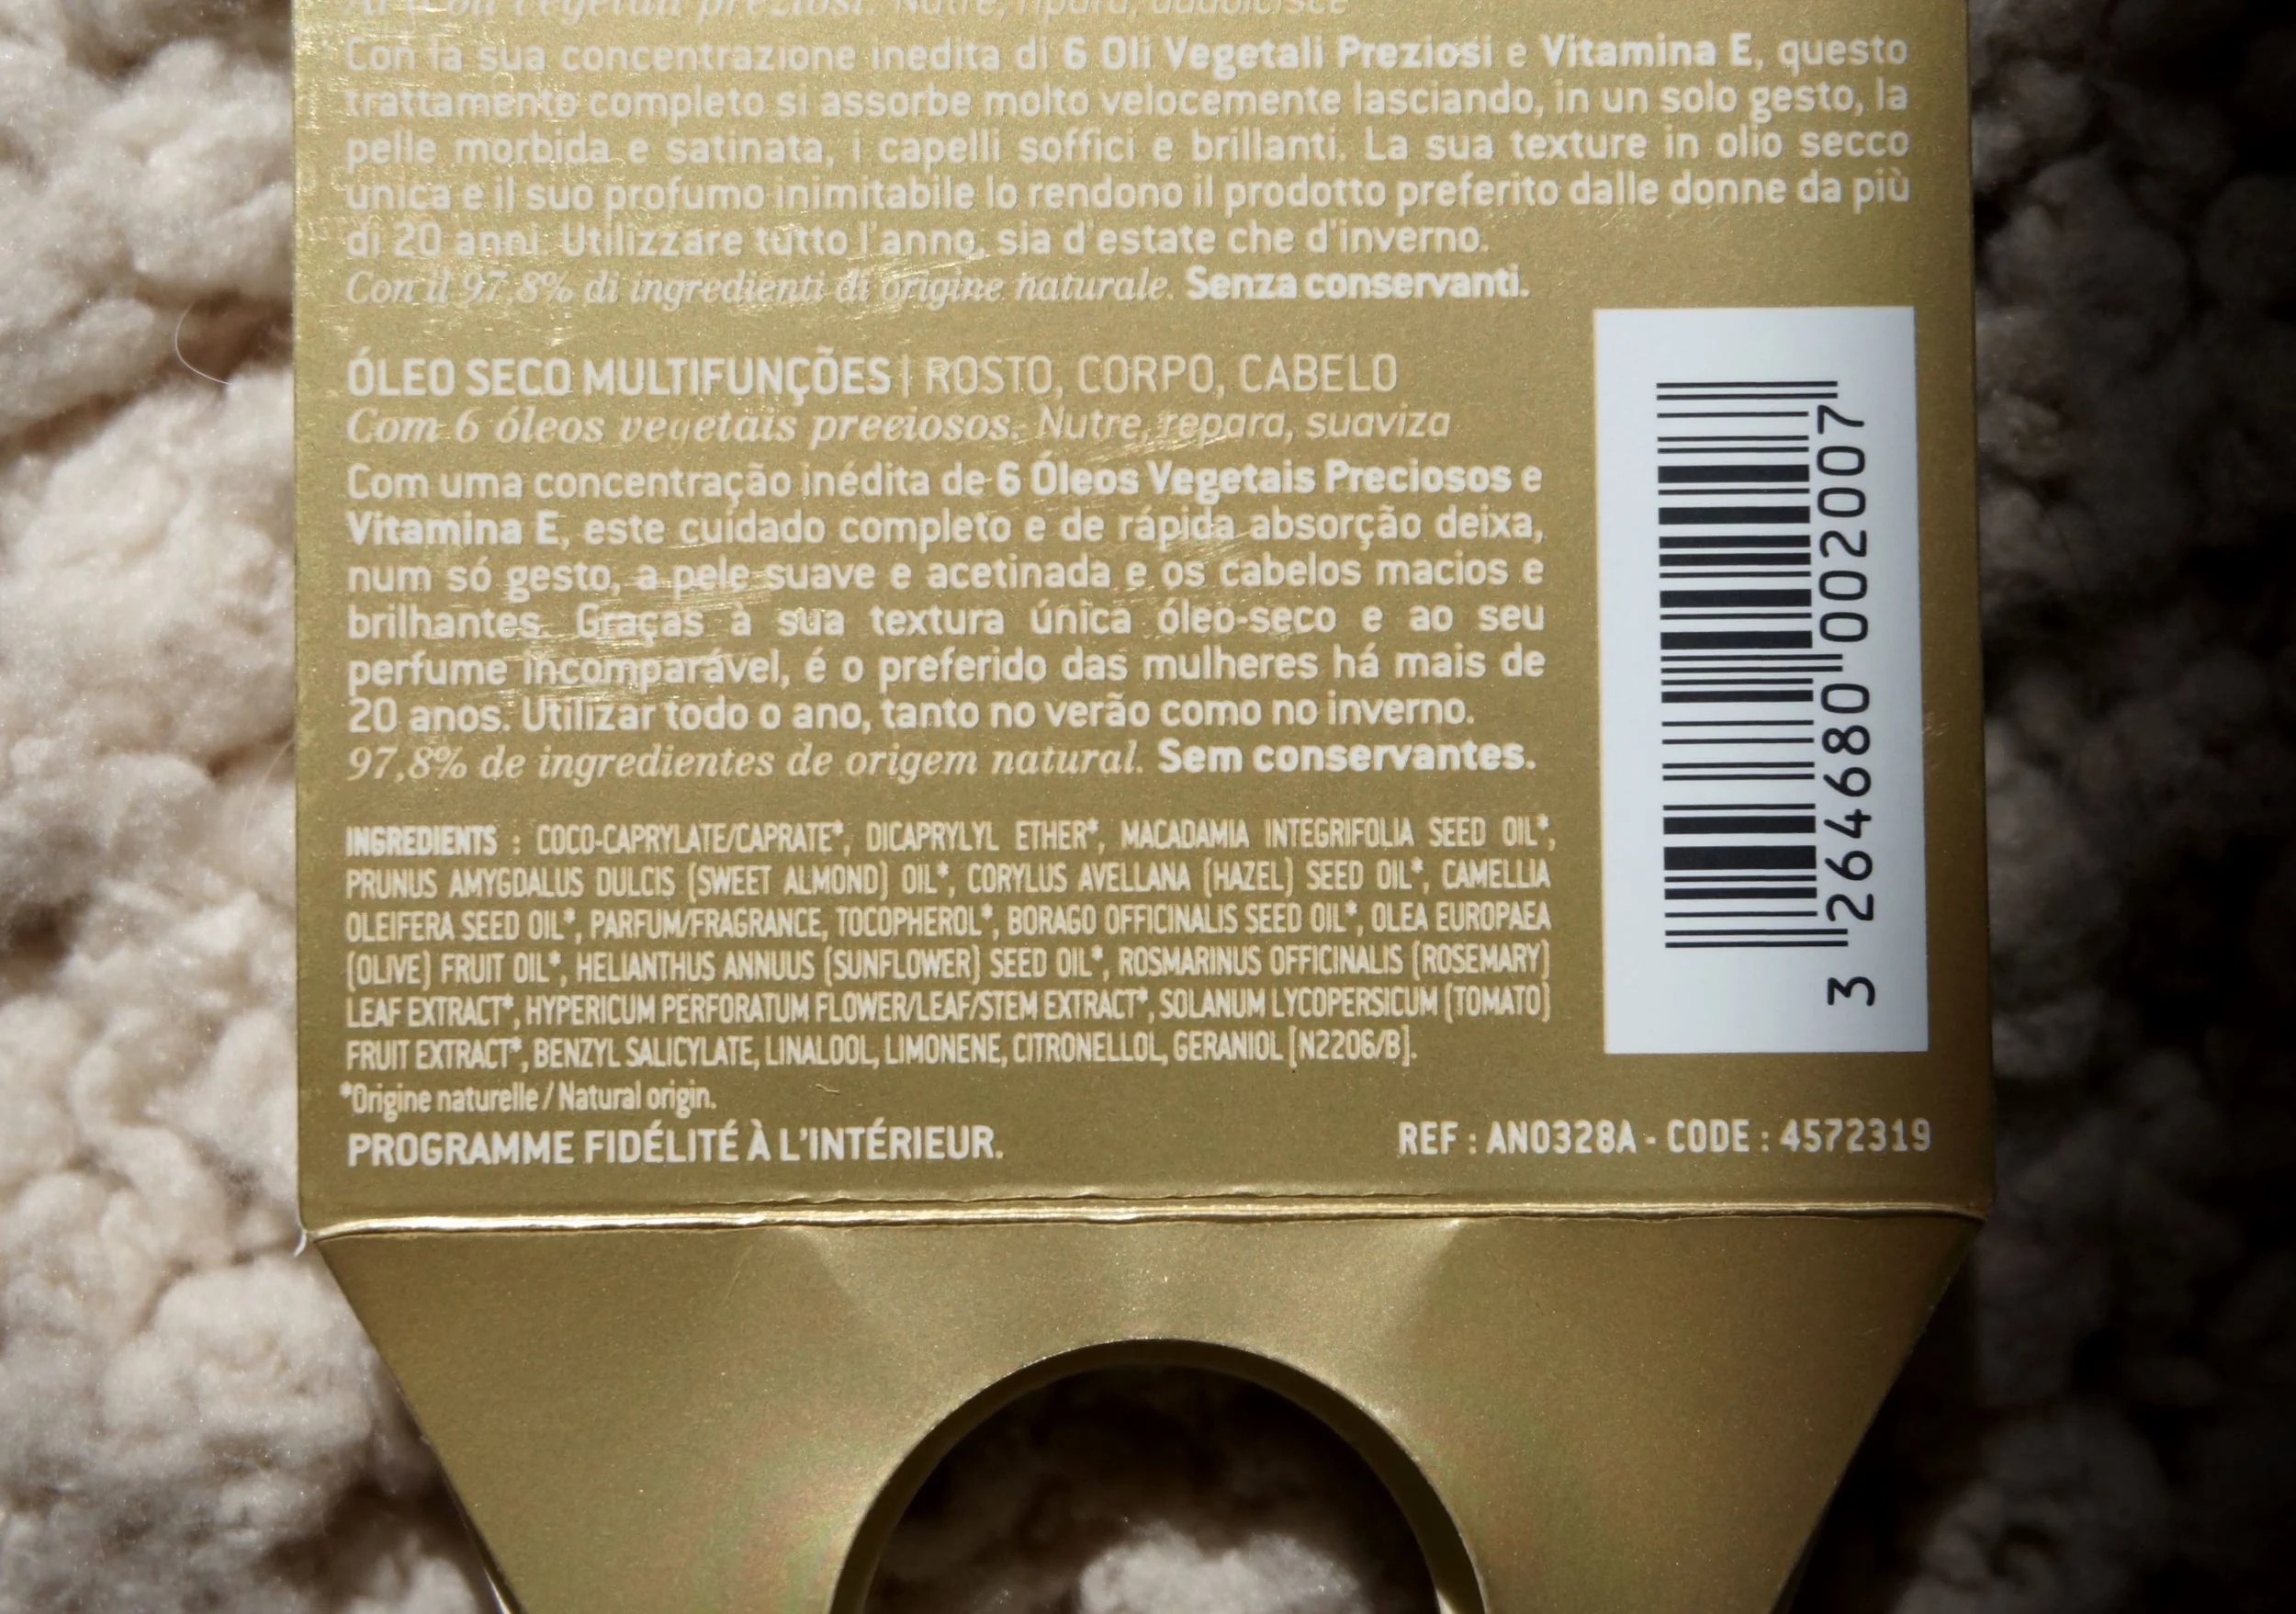 vegetali preziosi. Nutre, ripara, addolcisce
Con la sua concentrazione inedita di 6 Oli Vegetali Preziosi e Vitamina E, questo
trattamento completo si assorbe molto velocemente lasciando, in un solo gesto, la
pelle morbida e satinata, i capelli soffici e brillanti. La sua texture in olio secco
unica e il suo profumo inimitabile lo rendono il prodotto preferito dalle donne da più
di 20 anni. Utilizzare tutto l'anno, sia d'estate che d'inverno.
Con il 97,8% di ingredienti di origine naturale. Senza conservanti.
ÓLEO SECO MULTIFUNÇÕES | ROSTO, CORPO, CABELO
Com 6 óleos vegetais preciosos. Nutre, repara, suaviza
Com uma concentração inédita de 6 Óleos Vegetais Preciosos e
Vitamina E, este cuidado completo e de rápida absorção deixa,
num só gesto, a pele suave e acetinada e os cabelos macios e
brilhantes. Graças à sua textura única óleo-seco e ao seu
perfume incomparável, é o preferido das mulheres há mais de
20 anos. Utilizar todo o ano, tanto no verão como no inverno.
97,8% de ingredientes de origem natural. Sem conservantes.
INGREDIENTS : COCO-CAPRYLATE/CAPRATE*, DICAPRYLYL ETHER*, MACADAMIA INTEGRIFOLIA SEED OIL*,
PRUNUS AMYGDALUS DULCIS (SWEET ALMOND) OIL*, CORYLUS AVELLANA (HAZEL) SEED OIL*, CAMELLIA
OLEIFERA SEED OIL*, PARFUM/FRAGRANCE, TOCOPHEROL*, BORAGO OFFICINALIS SEED OIL*, OLEA EUROPAEA
(OLIVE) FRUIT OIL*, HELIANTHUS ANNUUS (SUNFLOWER) SEED OIL*, ROSMARINUS OFFICINALIS (ROSEMARY)
LEAF EXTRACT*, HYPERICUM PERFORATUM FLOWER/LEAF/STEM EXTRACT*, SOLANUM LYCOPERSICUM (TOMATO)
FRUIT EXTRACT*, BENZYL SALICYLATE, LINALOOL, LIMONENE, CITRONELLOL, GERANIOL [N2206/B].
*Origine naturelle / Natural origin.
PROGRAMME FIDÉLITÉ À L'INTÉRIEUR.
REF : AN0328A - CODE : 4572319
3 264680 002007